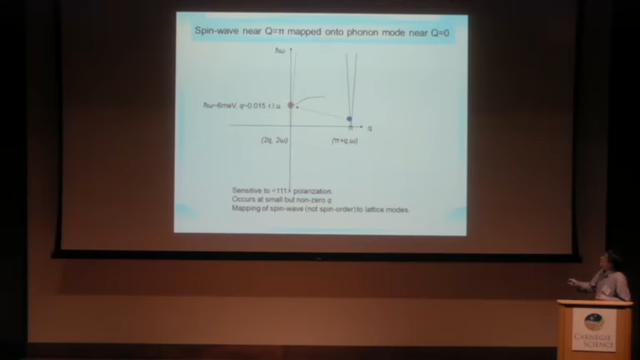 Spin-wave near Q=π mapped onto phonon mode near Q=0
ħω
ħω~6meV, q~0.015 r.l.u.
π
q
(2q, 2ω)
(π+q,ω)
Sensitive to <111> polarization.
Occurs at small but non-zero q
Mapping of spin-wave (not spin-order) to lattice modes.
CARNEGIE
SCIENCE